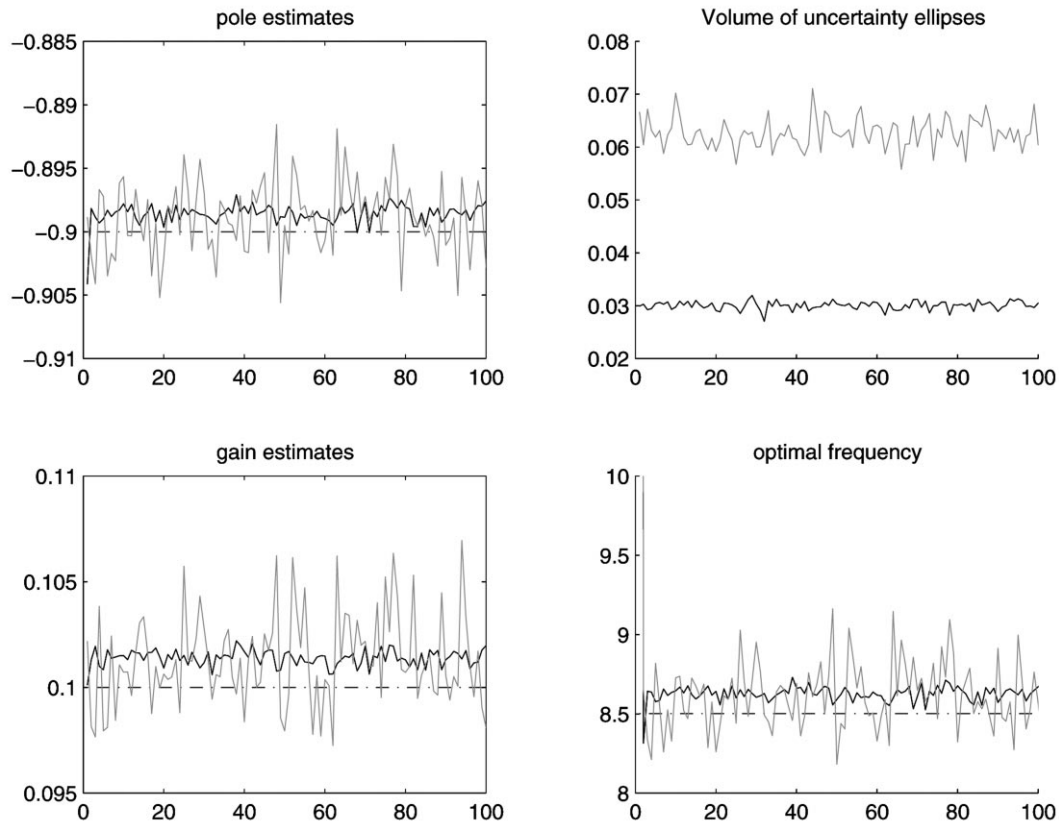 pole estimates
−0.885
−0.89
−0.895
−0.9
−0.905
−0.91
0 20 40 60 80 100
Volume of uncertainty ellipses
0.08
0.07
0.06
0.05
0.04
0.03
0.02
0 20 40 60 80 100
gain estimates
0.11
0.105
0.1
0.095
0 20 40 60 80 100
optimal frequency
10
9.5
9
8.5
8
0 20 40 60 80 100